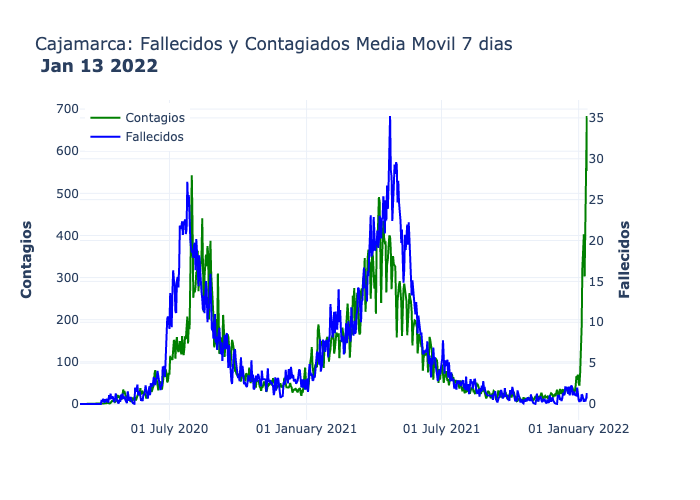 Cajamarca: Fallecidos y Contagiados Media Movil 7 dias
Jan 13 2022
Contagios
Fallecidos
700
600
500
400
300
200
100
0
35
30
25
20
15
10
5
0
Contagios
Fallecidos
01 July 2020
01 January 2021
01 July 2021
01 January 2022